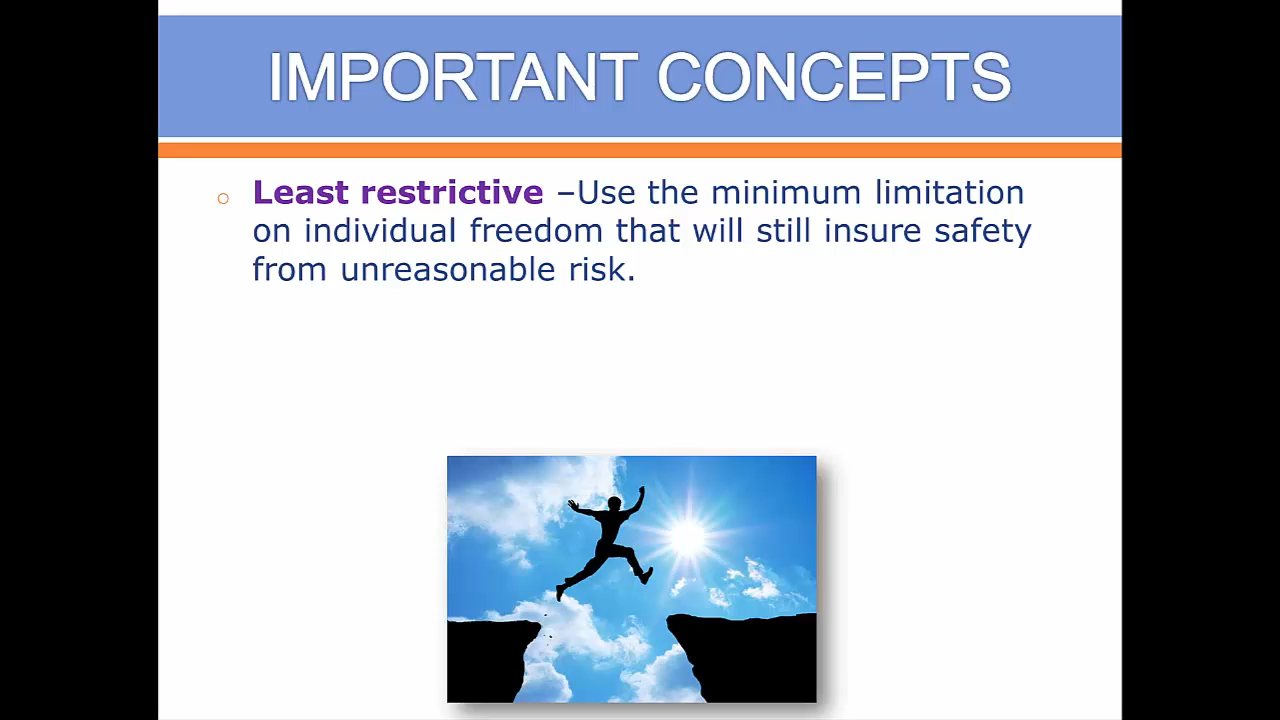 IMPORTANT CONCEPTS
Least restrictive –Use the minimum limitation
on individual freedom that will still insure safety
from unreasonable risk.